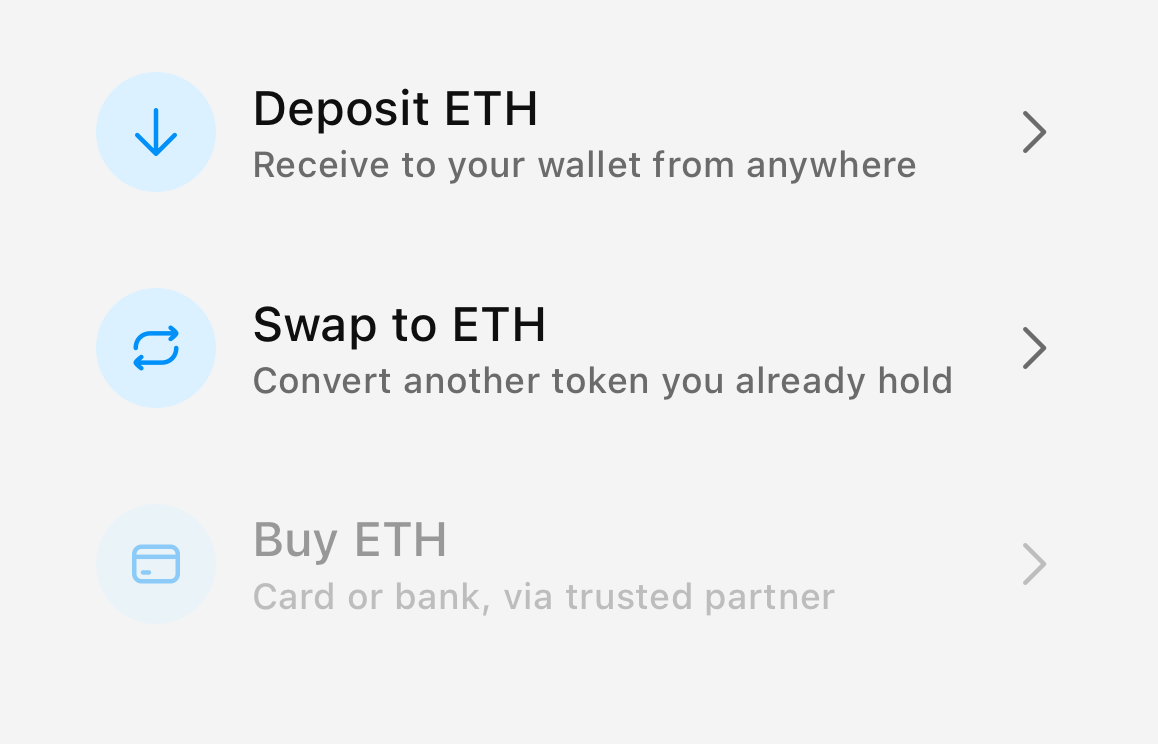 Deposit ETH
Receive to your wallet from anywhere
Swap to ETH
Convert another token you already hold
Buy ETH
Card or bank, via trusted partner